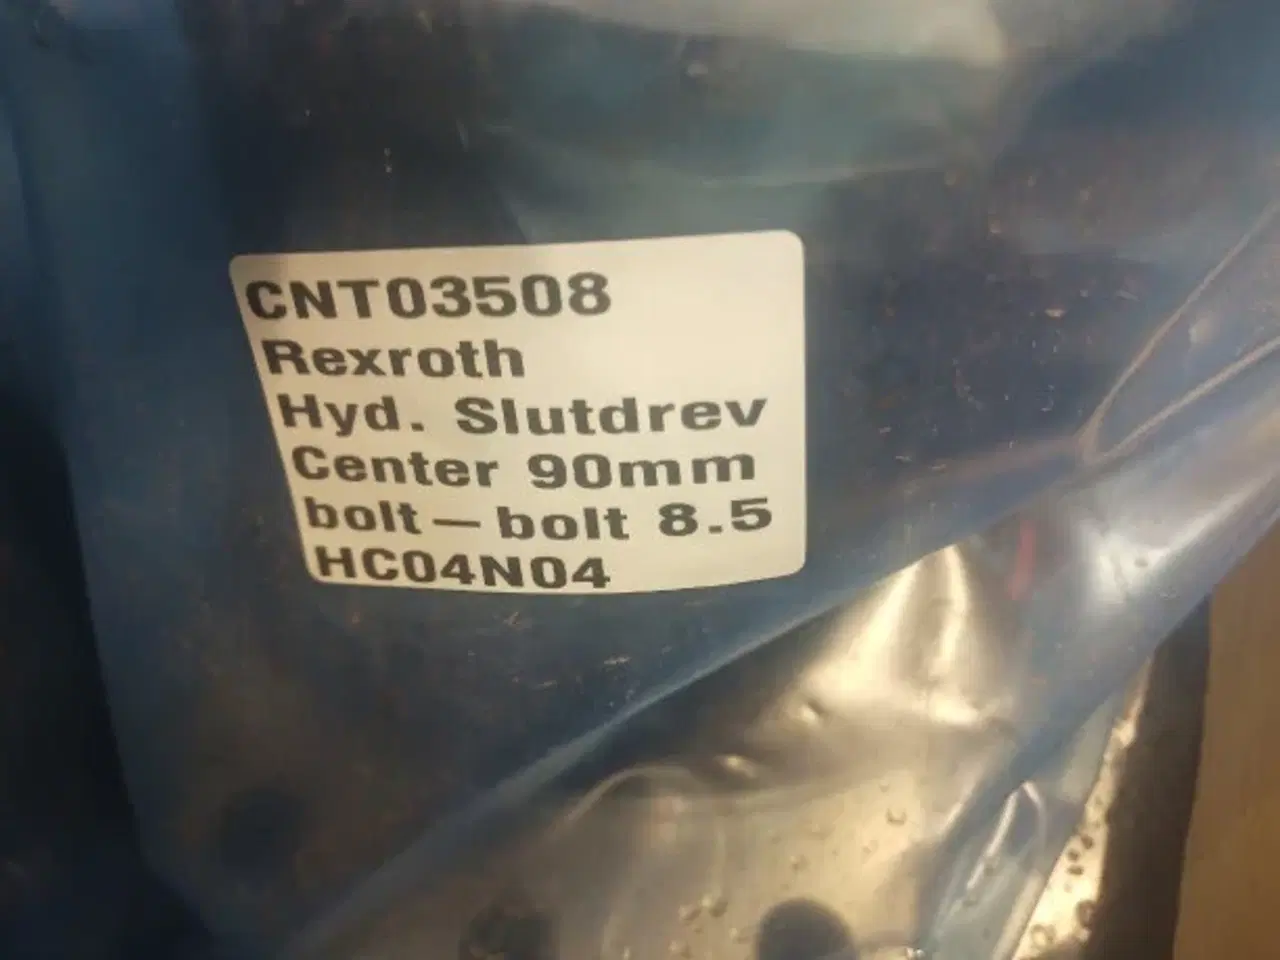 CNT03508
Rexroth
Hyd. Slutdrev
Center 90mm
bolt—bolt 8.5
HC04N04